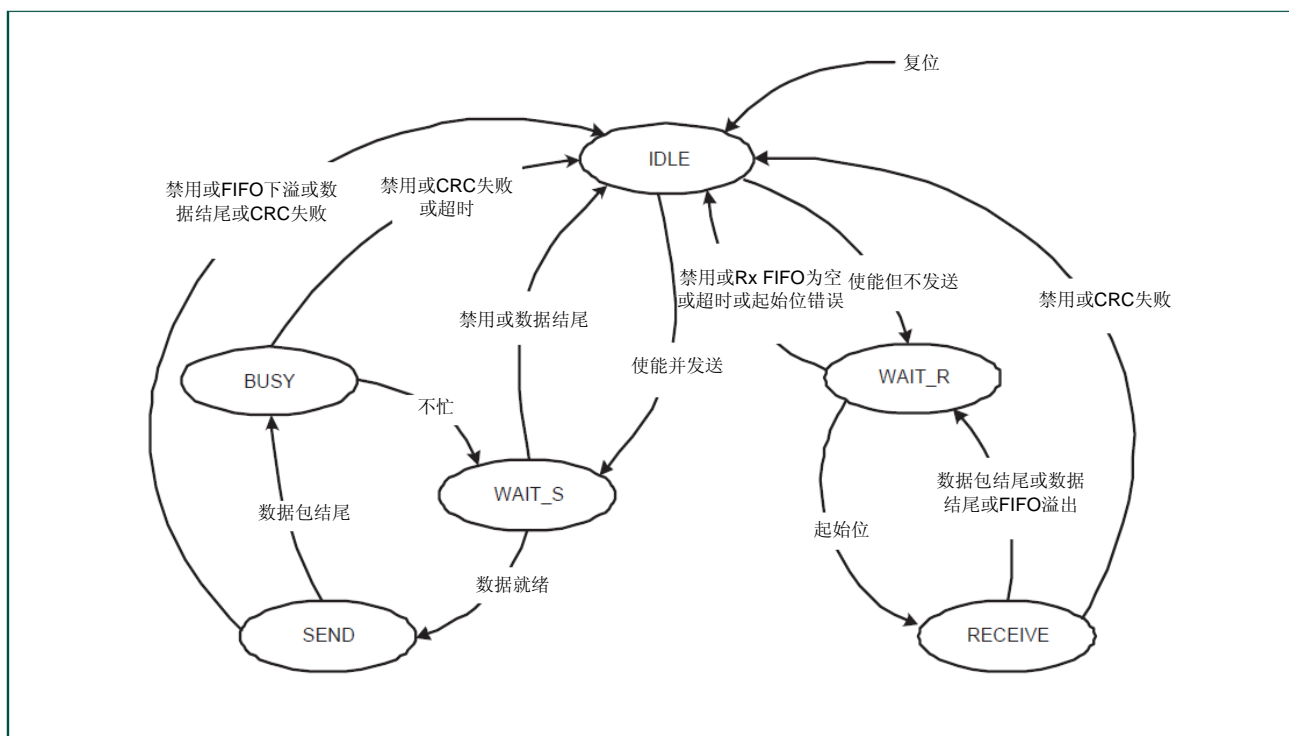 复位
IDLE
禁用或FIFO下溢或数
据结尾或CRC失败
禁用或CRC失败
或超时
禁用或Rx FIFO为空
或超时或起始位错误
使能但不发送
禁用或CRC失败
禁用或数据结尾
使能并发送
BUSY
WAIT_R
不忙
WAIT_S
数据包结尾或数据
结尾或FIFO溢出
数据包结尾
起始位
数据就绪
SEND
RECEIVE